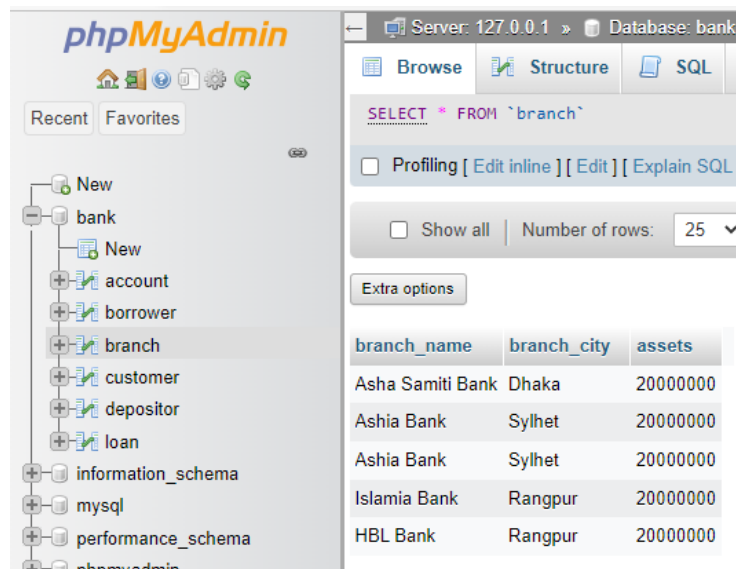 phpMyAdmin
Recent Favorites
New
bank
New
account
borrower
branch
customer
depositor
loan
information_schema
mysql
performance_schema
phpmyadmin
Server: 127.0.0.1 » Database: bank
Browse Structure SQL
SELECT * FROM `branch`
Profiling [ Edit inline ] [ Edit ] [ Explain SQL
Show all Number of rows: 25
Extra options
branch_name branch_city assets
Asha Samiti Bank Dhaka 20000000
Ashia Bank Sylhet 20000000
Ashia Bank Sylhet 20000000
Islamia Bank Rangpur 20000000
HBL Bank Rangpur 20000000